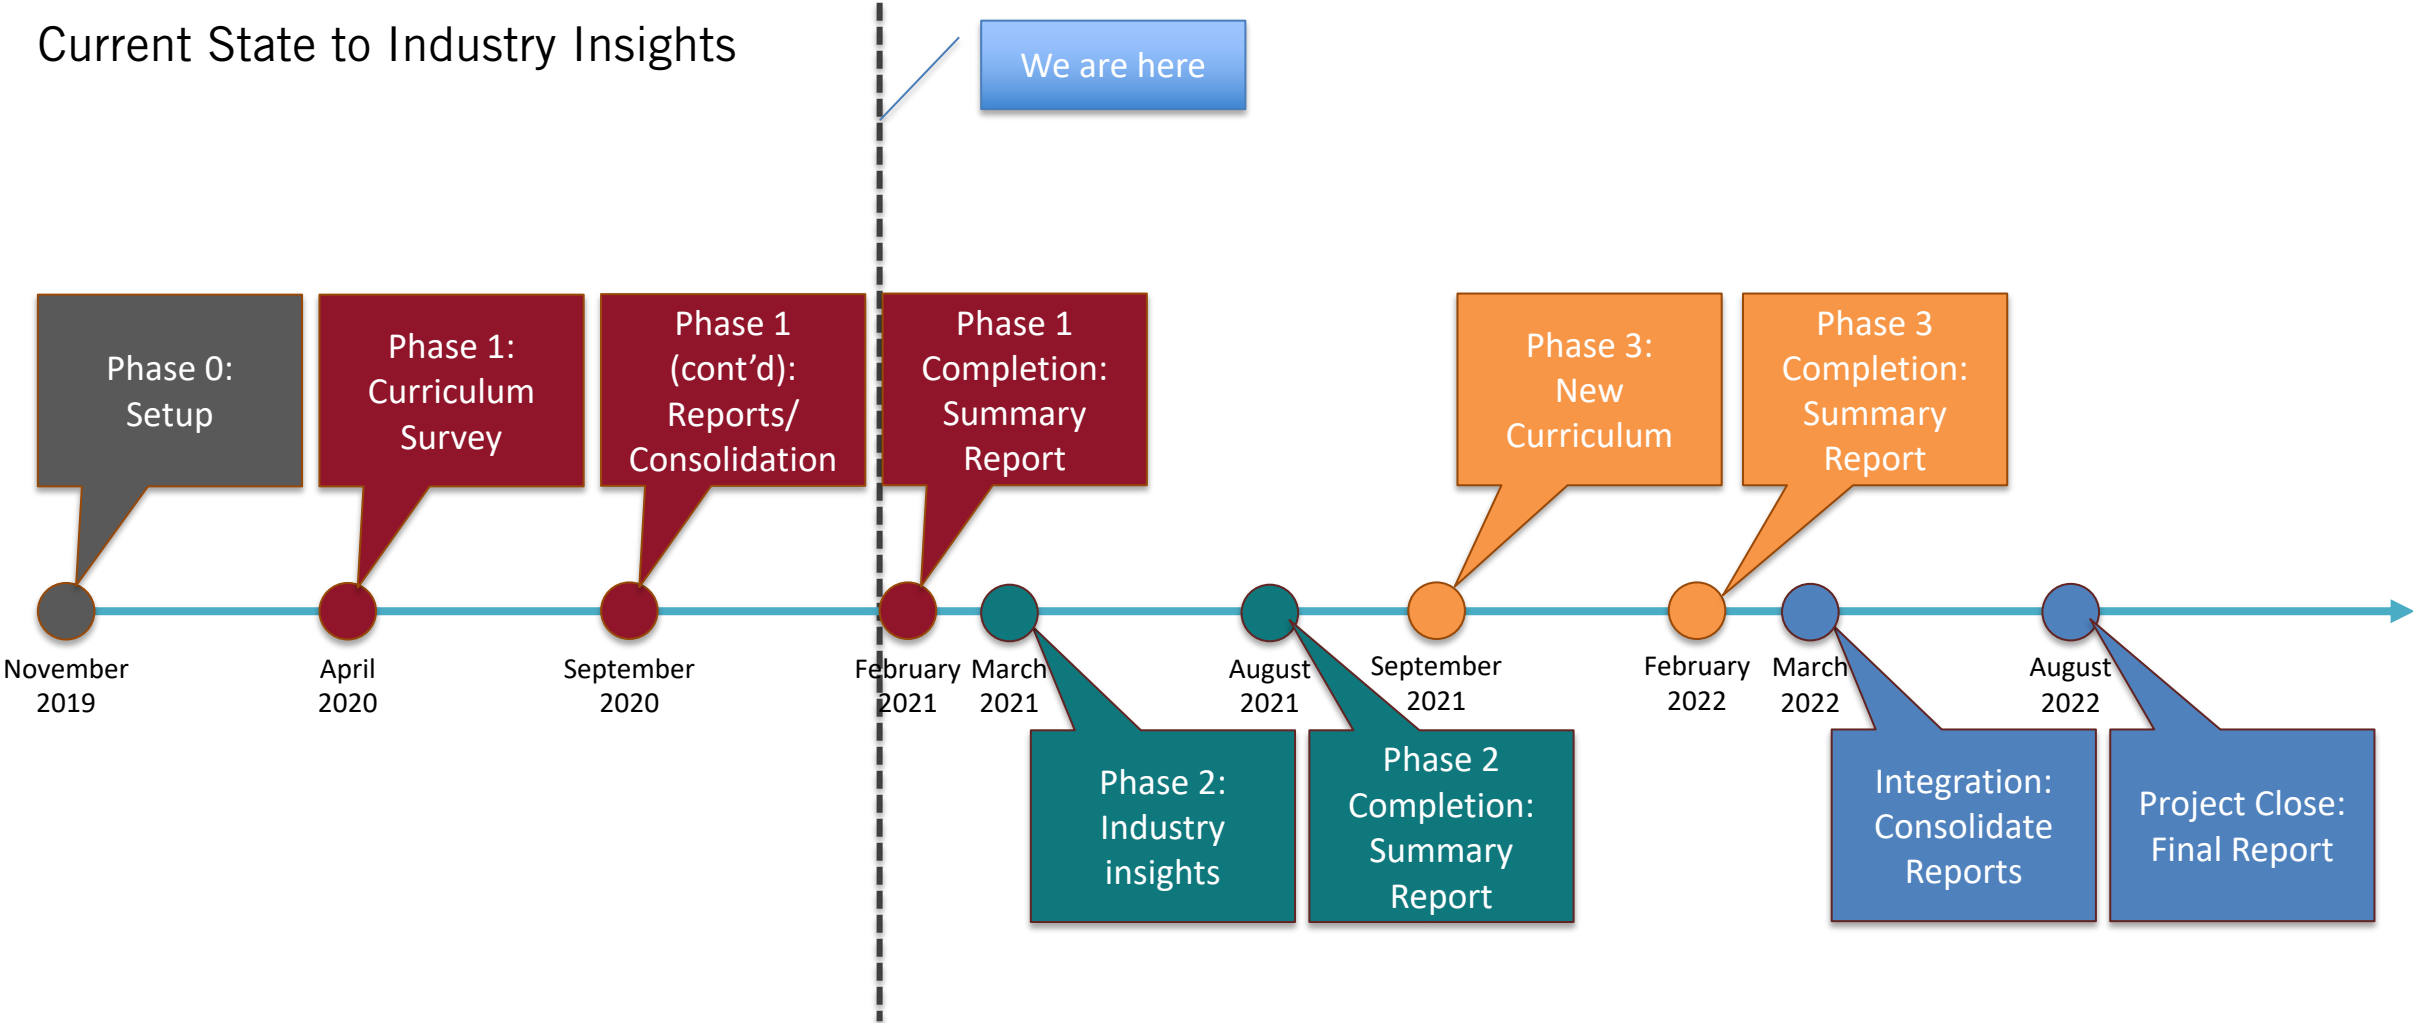 Current State to Industry Insights
We are here
Phase 0:
Setup
Phase 1:
Curriculum
Survey
Phase 1
(cont’d):
Reports/
Consolidation
Phase 1
Completion:
Summary
Report
Phase 3:
New
Curriculum
Phase 3
Completion:
Summary
Report
November
2019
April
2020
September
2020
February
2021
March
2021
August
2021
September
2021
February
2022
March
2022
August
2022
Phase 2:
Industry
insights
Phase 2
Completion:
Summary
Report
Integration:
Consolidate
Reports
Project Close:
Final Report